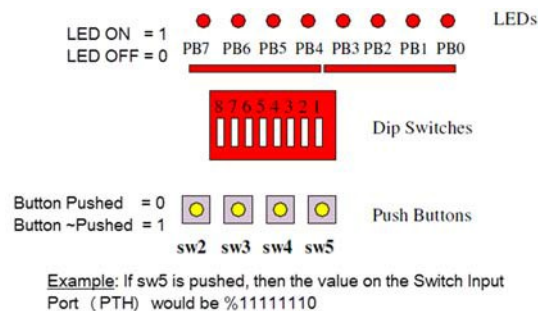 LED ON = 1
LEDs
LED OFF = 0
PB7 PB6 PB5 PB4 PB3 PB2 PB1 PB0
8 7 6 5 4 3 2 1
Dip Switches
Button Pushed = 0
Button ~Pushed = 1
Push Buttons
sw2 sw3 sw4 sw5
Example: If sw5 is pushed, then the value on the Switch Input
Port (PTH) would be %11111110